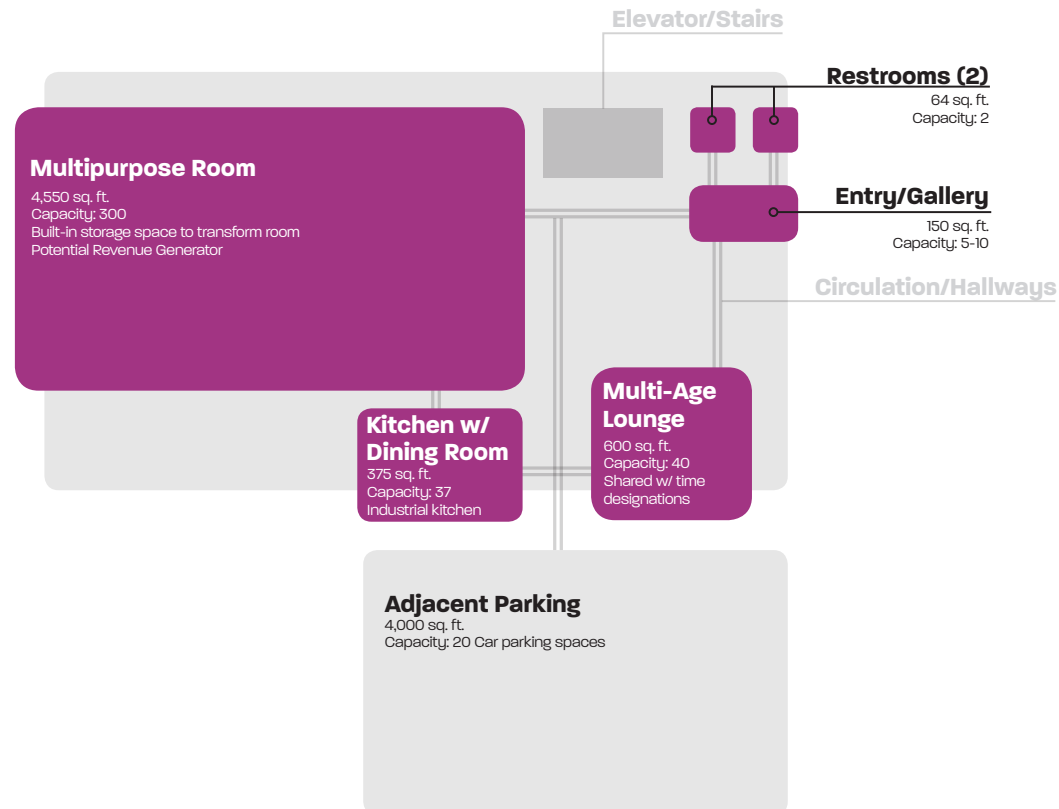 Elevator/Stairs
Restrooms (2)
64 sq. ft.
Capacity: 2
Multipurpose Room
4,550 sq. ft.
Capacity: 300
Built-in storage space to transform room
Potential Revenue Generator
Entry/Gallery
150 sq. ft.
Capacity: 5-10
Circulation/Hallways
Multi-Age
Lounge
600 sq. ft.
Capacity: 40
Shared w/ time
designations
Kitchen w/
Dining Room
375 sq. ft.
Capacity: 37
Industrial kitchen
Adjacent Parking
4,000 sq. ft.
Capacity: 20 Car parking spaces